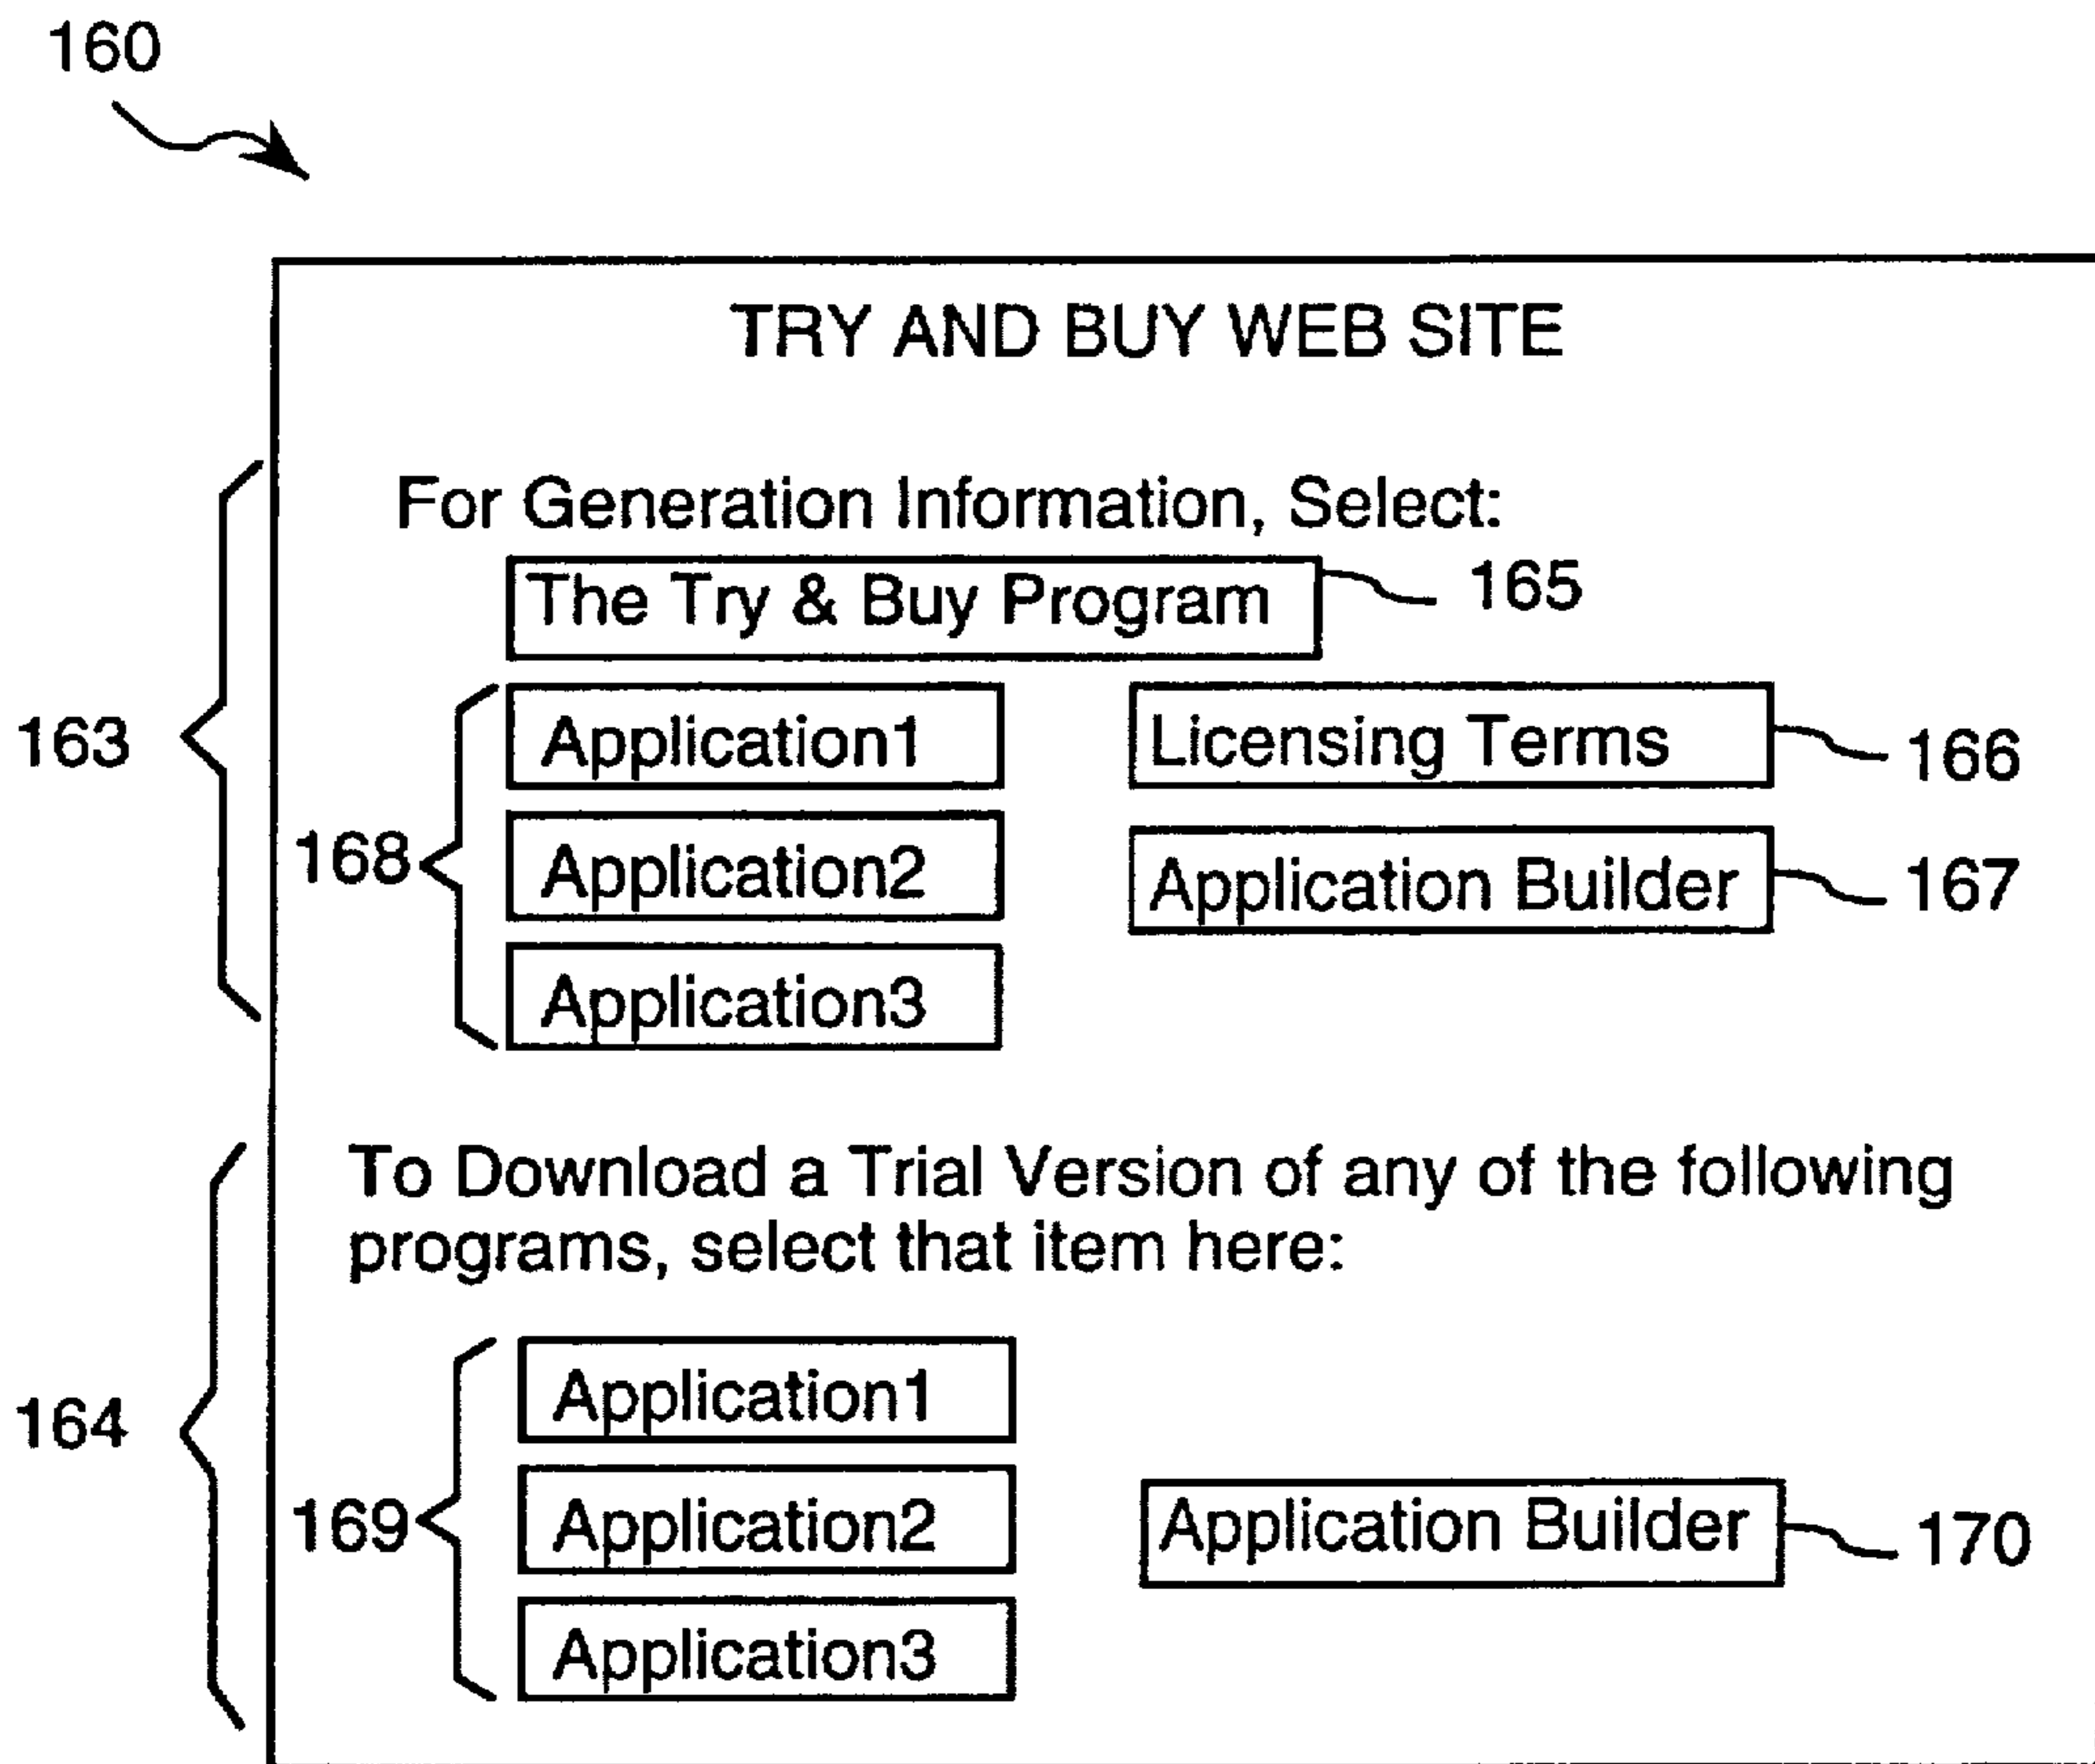 160
TRY AND BUY WEB SITE
For Generation Information, Select:
The Try & Buy Program
165
163
Application1
Licensing Terms
166
168
Application2
Application Builder
167
Application3
To Download a Trial Version of any of the following
programs, select that item here:
164
Application1
169
Application2
Application Builder
170
Application3